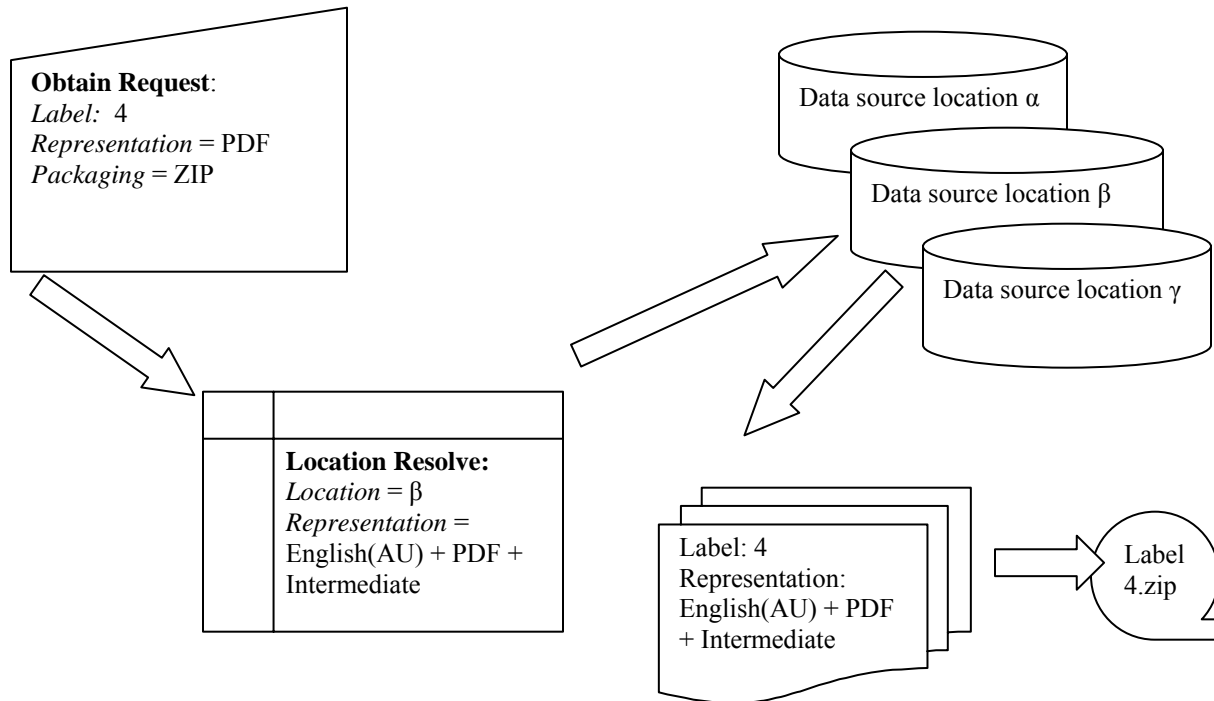 Obtain Request:
Label: 4
Representation = PDF
Packaging = ZIP
Data source location α
Data source location β
Data source location γ
Location Resolve:
Location = β
Representation =
English(AU) + PDF +
Intermediate
Label: 4
Representation:
English(AU) + PDF
+ Intermediate
Label
4.zip